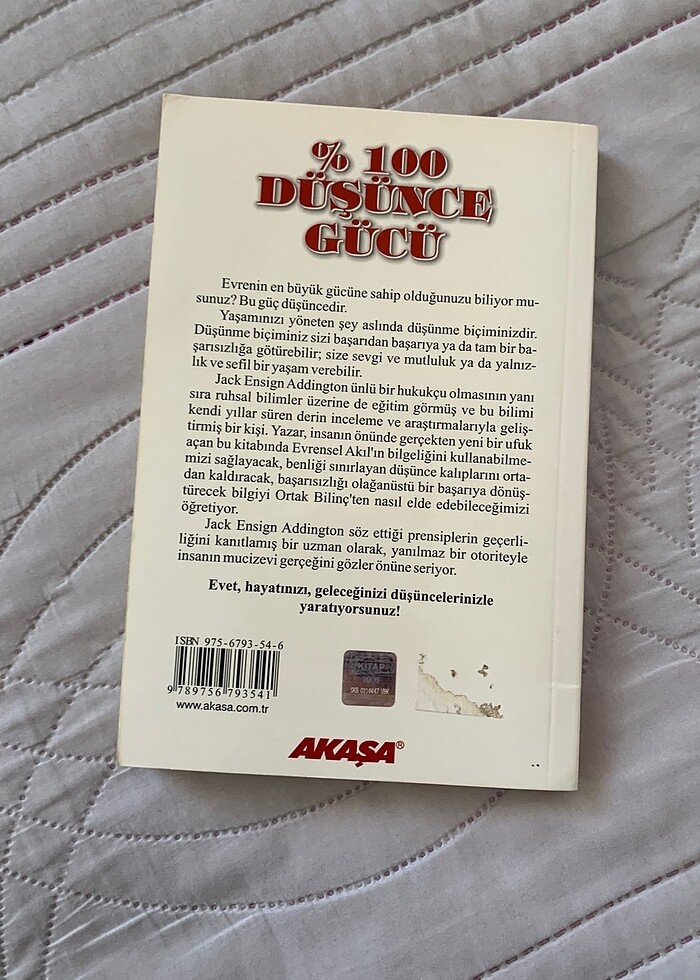 % 100
DÜŞÜNCE
GÜCÜ
Evrenin en büyük gücüne sahip olduğunuzu biliyor mu-
sunuz? Bu güç düşüncedir.
Yaşamınızı yöneten şey aslında düşünme biçiminizdir.
Düşünme biçiminiz sizi başarıdan başarıya ya da tam bir ba-
şarısızlığa götürebilir; size sevgi ve mutluluk ya da yalnız-
lık ve sefil bir yaşam verebilir.
Jack Ensign Addington ünlü bir hukukçu olmasının yanı
sıra ruhsal bilimler üzerine de eğitim görmüş ve bu bilimi
kendi yıllar süren derin inceleme ve araştırmalarıyla geliş-
tirmiş bir kişi. Yazar, insanın önünde gerçekten yeni bir ufuk
açan bu kitabında Evrensel Akıl'ın bilgeliğini kullanabilme-
mizi sağlayacak, benliği sınırlayan düşünce kalıplarını orta-
dan kaldıracak, başarısızlığı olağanüstü bir başarıya dönüş-
türecek bilgiyi Ortak Bilinç'ten nasıl elde edebileceğimizi
öğretiyor.
Jack Ensign Addington söz ettiği prensiplerin geçerli-
liğini kanıtlamış bir uzman olarak, yanılmaz bir otoriteyle
insanın mucizevi gerçeğini gözler önüne seriyor.
Evet, hayatınızı, geleceğinizi düşüncelerinizle
yaratıyorsunuz!
ISBN 975-6793-54-6
9 789756 793541
www.akasa.com.tr
KİTAP
AKAŞA®